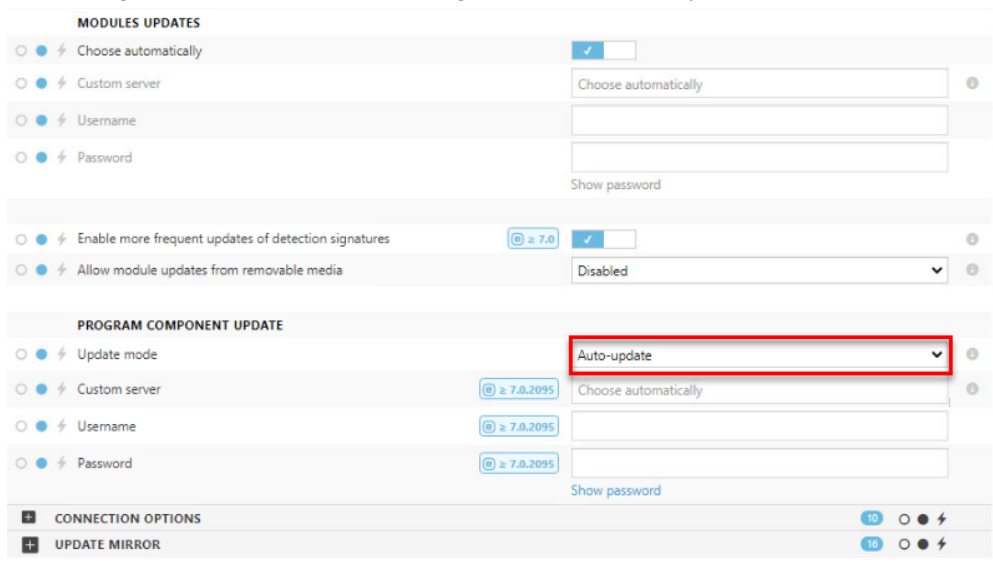 MODULES UPDATES
Choose automatically
Custom server Choose automatically
Username
Password
Show password
Enable more frequent updates of detection signatures ≥ 7.0
Allow module updates from removable media Disabled
PROGRAM COMPONENT UPDATE
Update mode Auto-update
Custom server ≥ 7.0.2095 Choose automatically
Username ≥ 7.0.2095
Password ≥ 7.0.2095
Show password
CONNECTION OPTIONS 10
UPDATE MIRROR 16